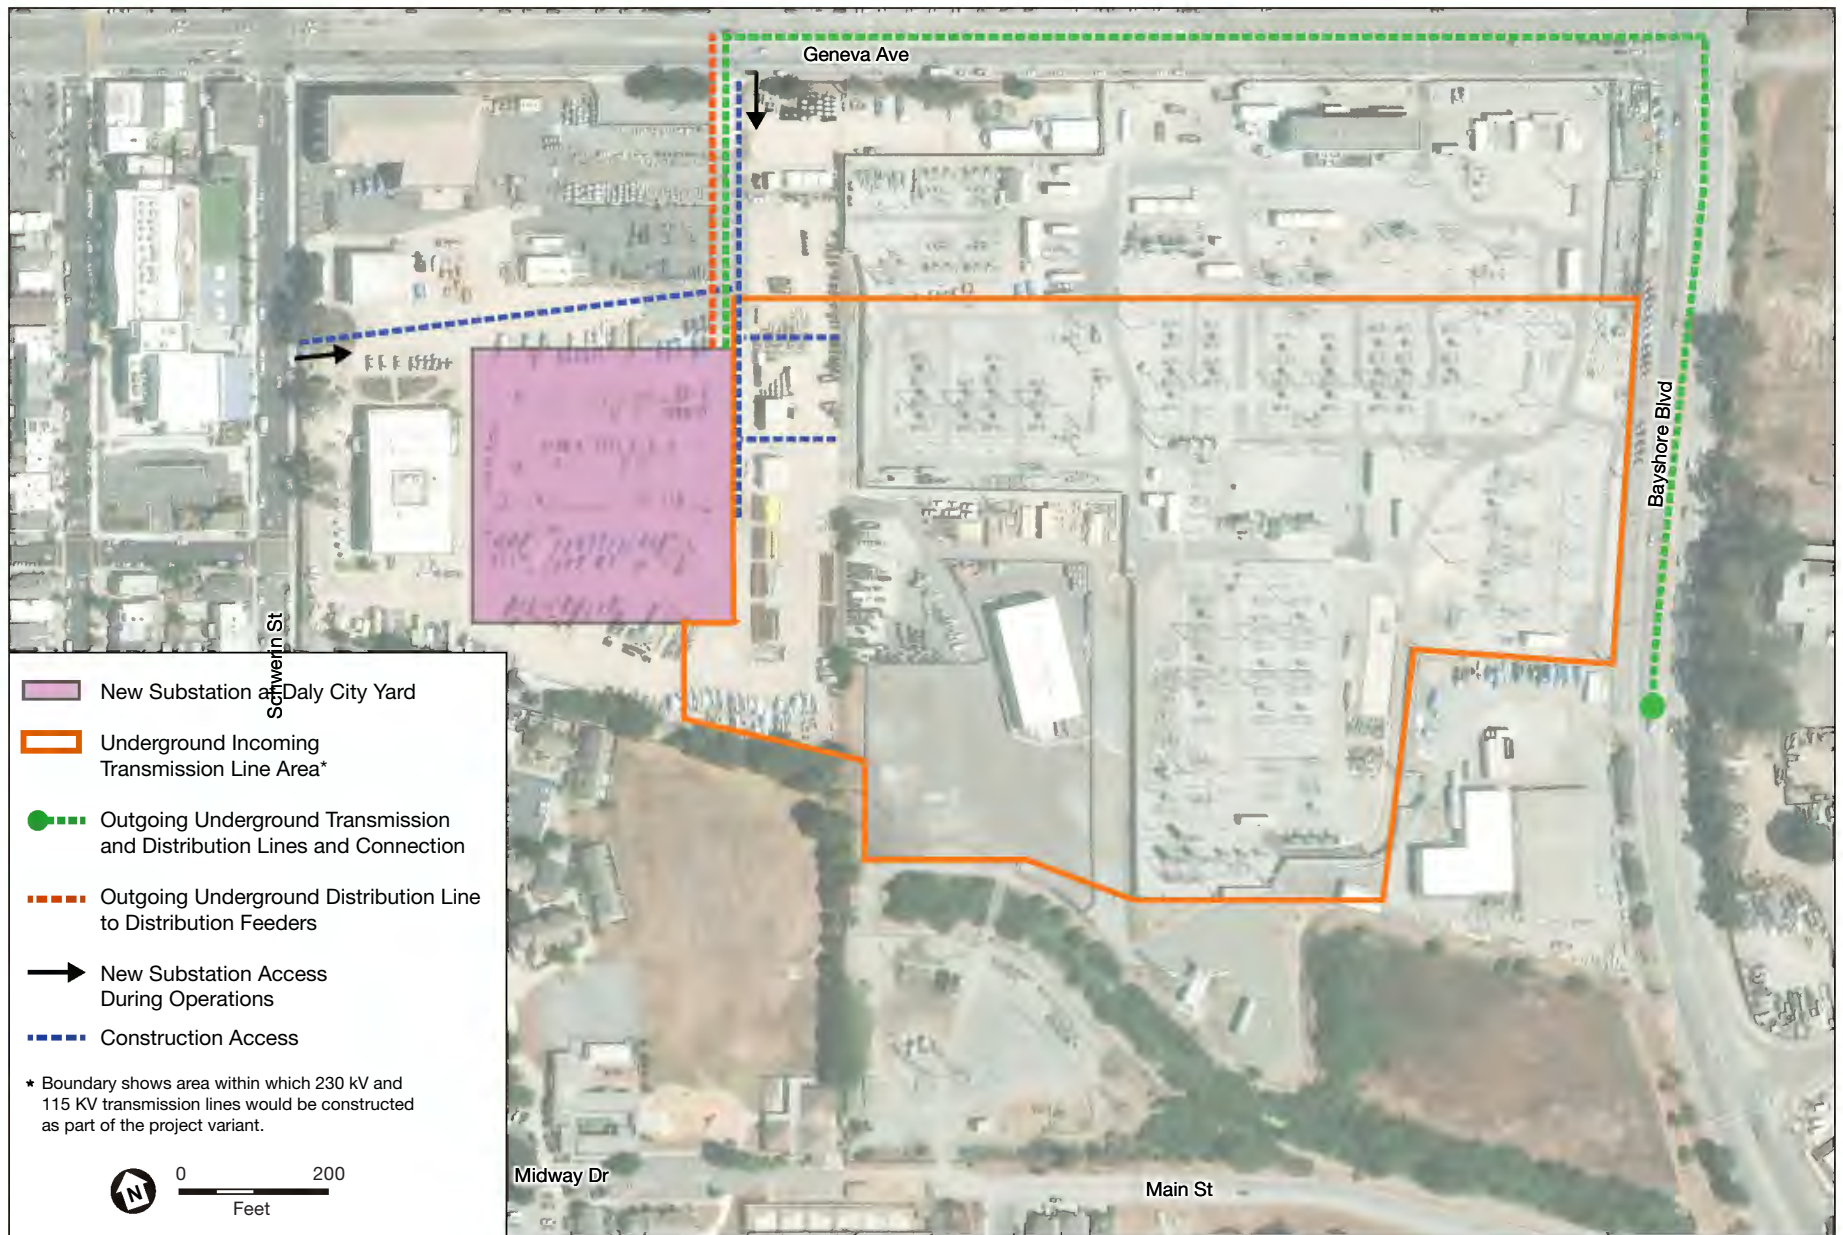 Geneva Ave
Bayshore Blvd
Schwerin St
New Substation at Daly City Yard
Underground Incoming
Transmission Line Area*
Outgoing Underground Transmission
and Distribution Lines and Connection
Outgoing Underground Distribution Line
to Distribution Feeders
New Substation Access
During Operations
Construction Access
* Boundary shows area within which 230 kV and
115 KV transmission lines would be constructed
as part of the project variant.
N
0 200
Feet
Midway Dr
Main St